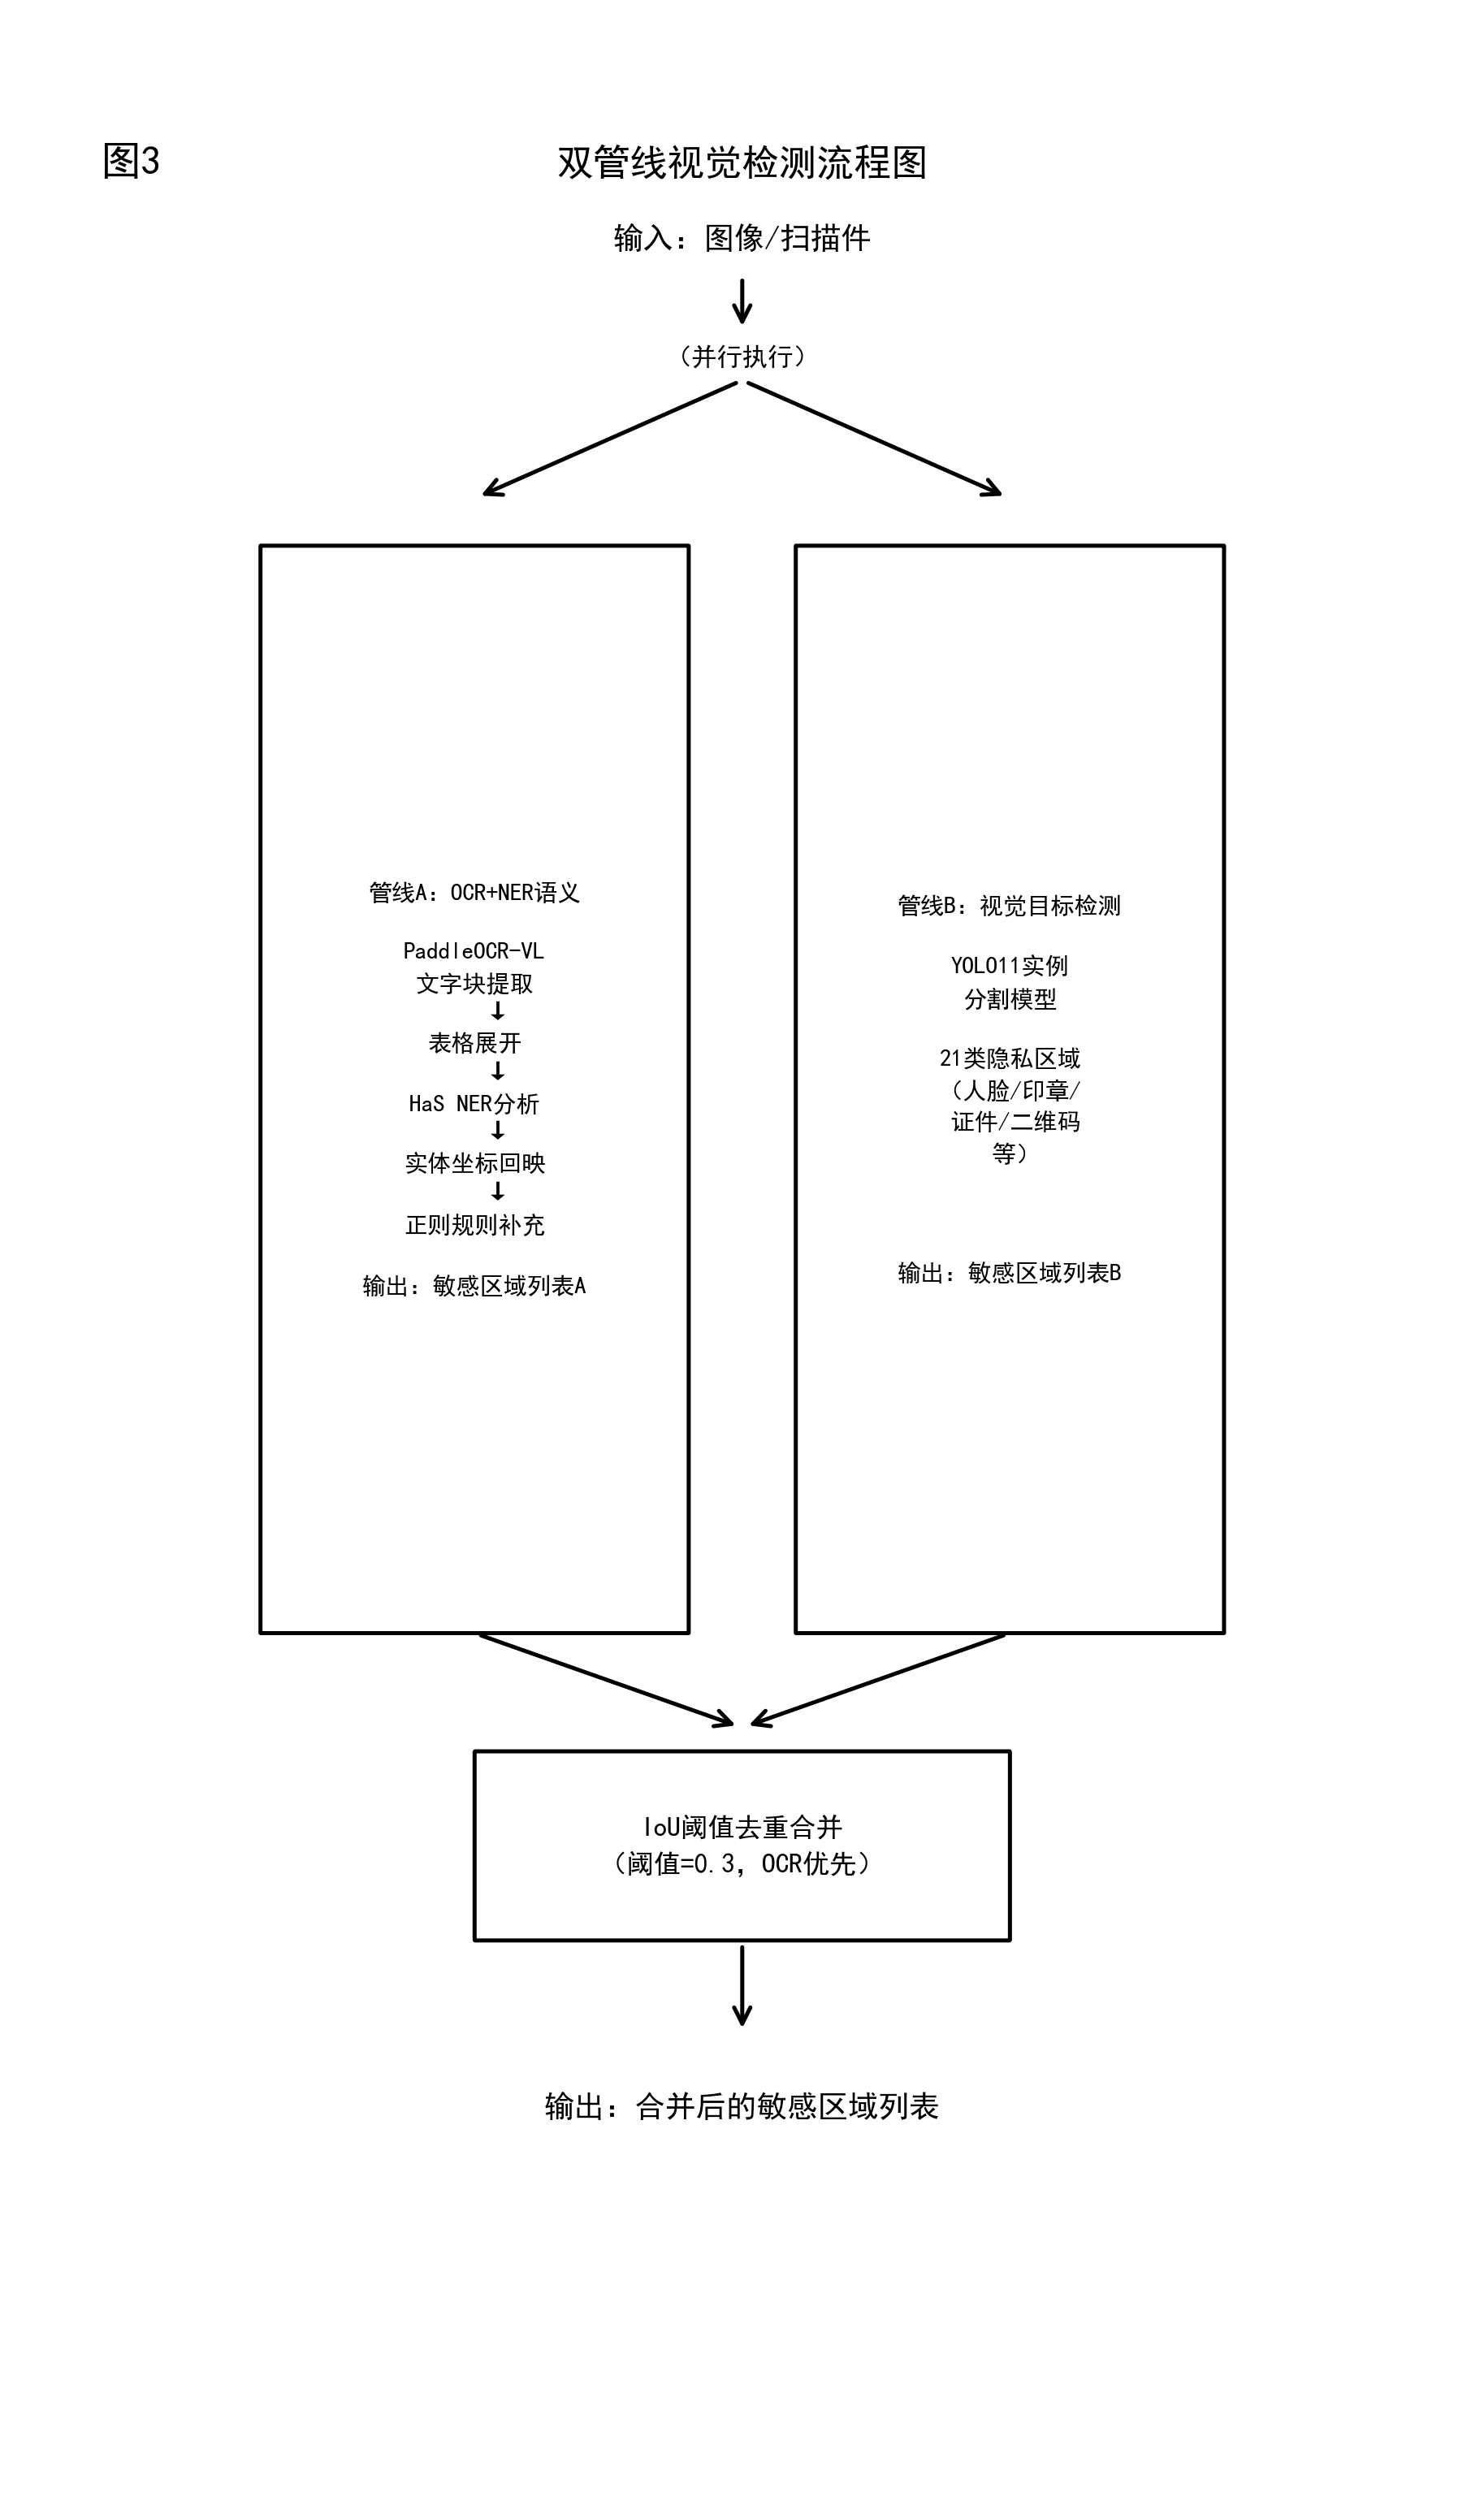 图3
双管线视觉检测流程图
输入：图像/扫描件
（并行执行）
管线A：OCR+NER语义
PaddleOCR-VL
文字块提取
↓
表格展开
↓
HaS NER分析
↓
实体坐标回映
↓
正则规则补充
输出：敏感区域列表A
管线B：视觉目标检测
YOLO11实例
分割模型
21类隐私区域
（人脸/印章/
证件/二维码
等）
输出：敏感区域列表B
IoU阈值去重合并
（阈值=0.3，OCR优先）
输出：合并后的敏感区域列表